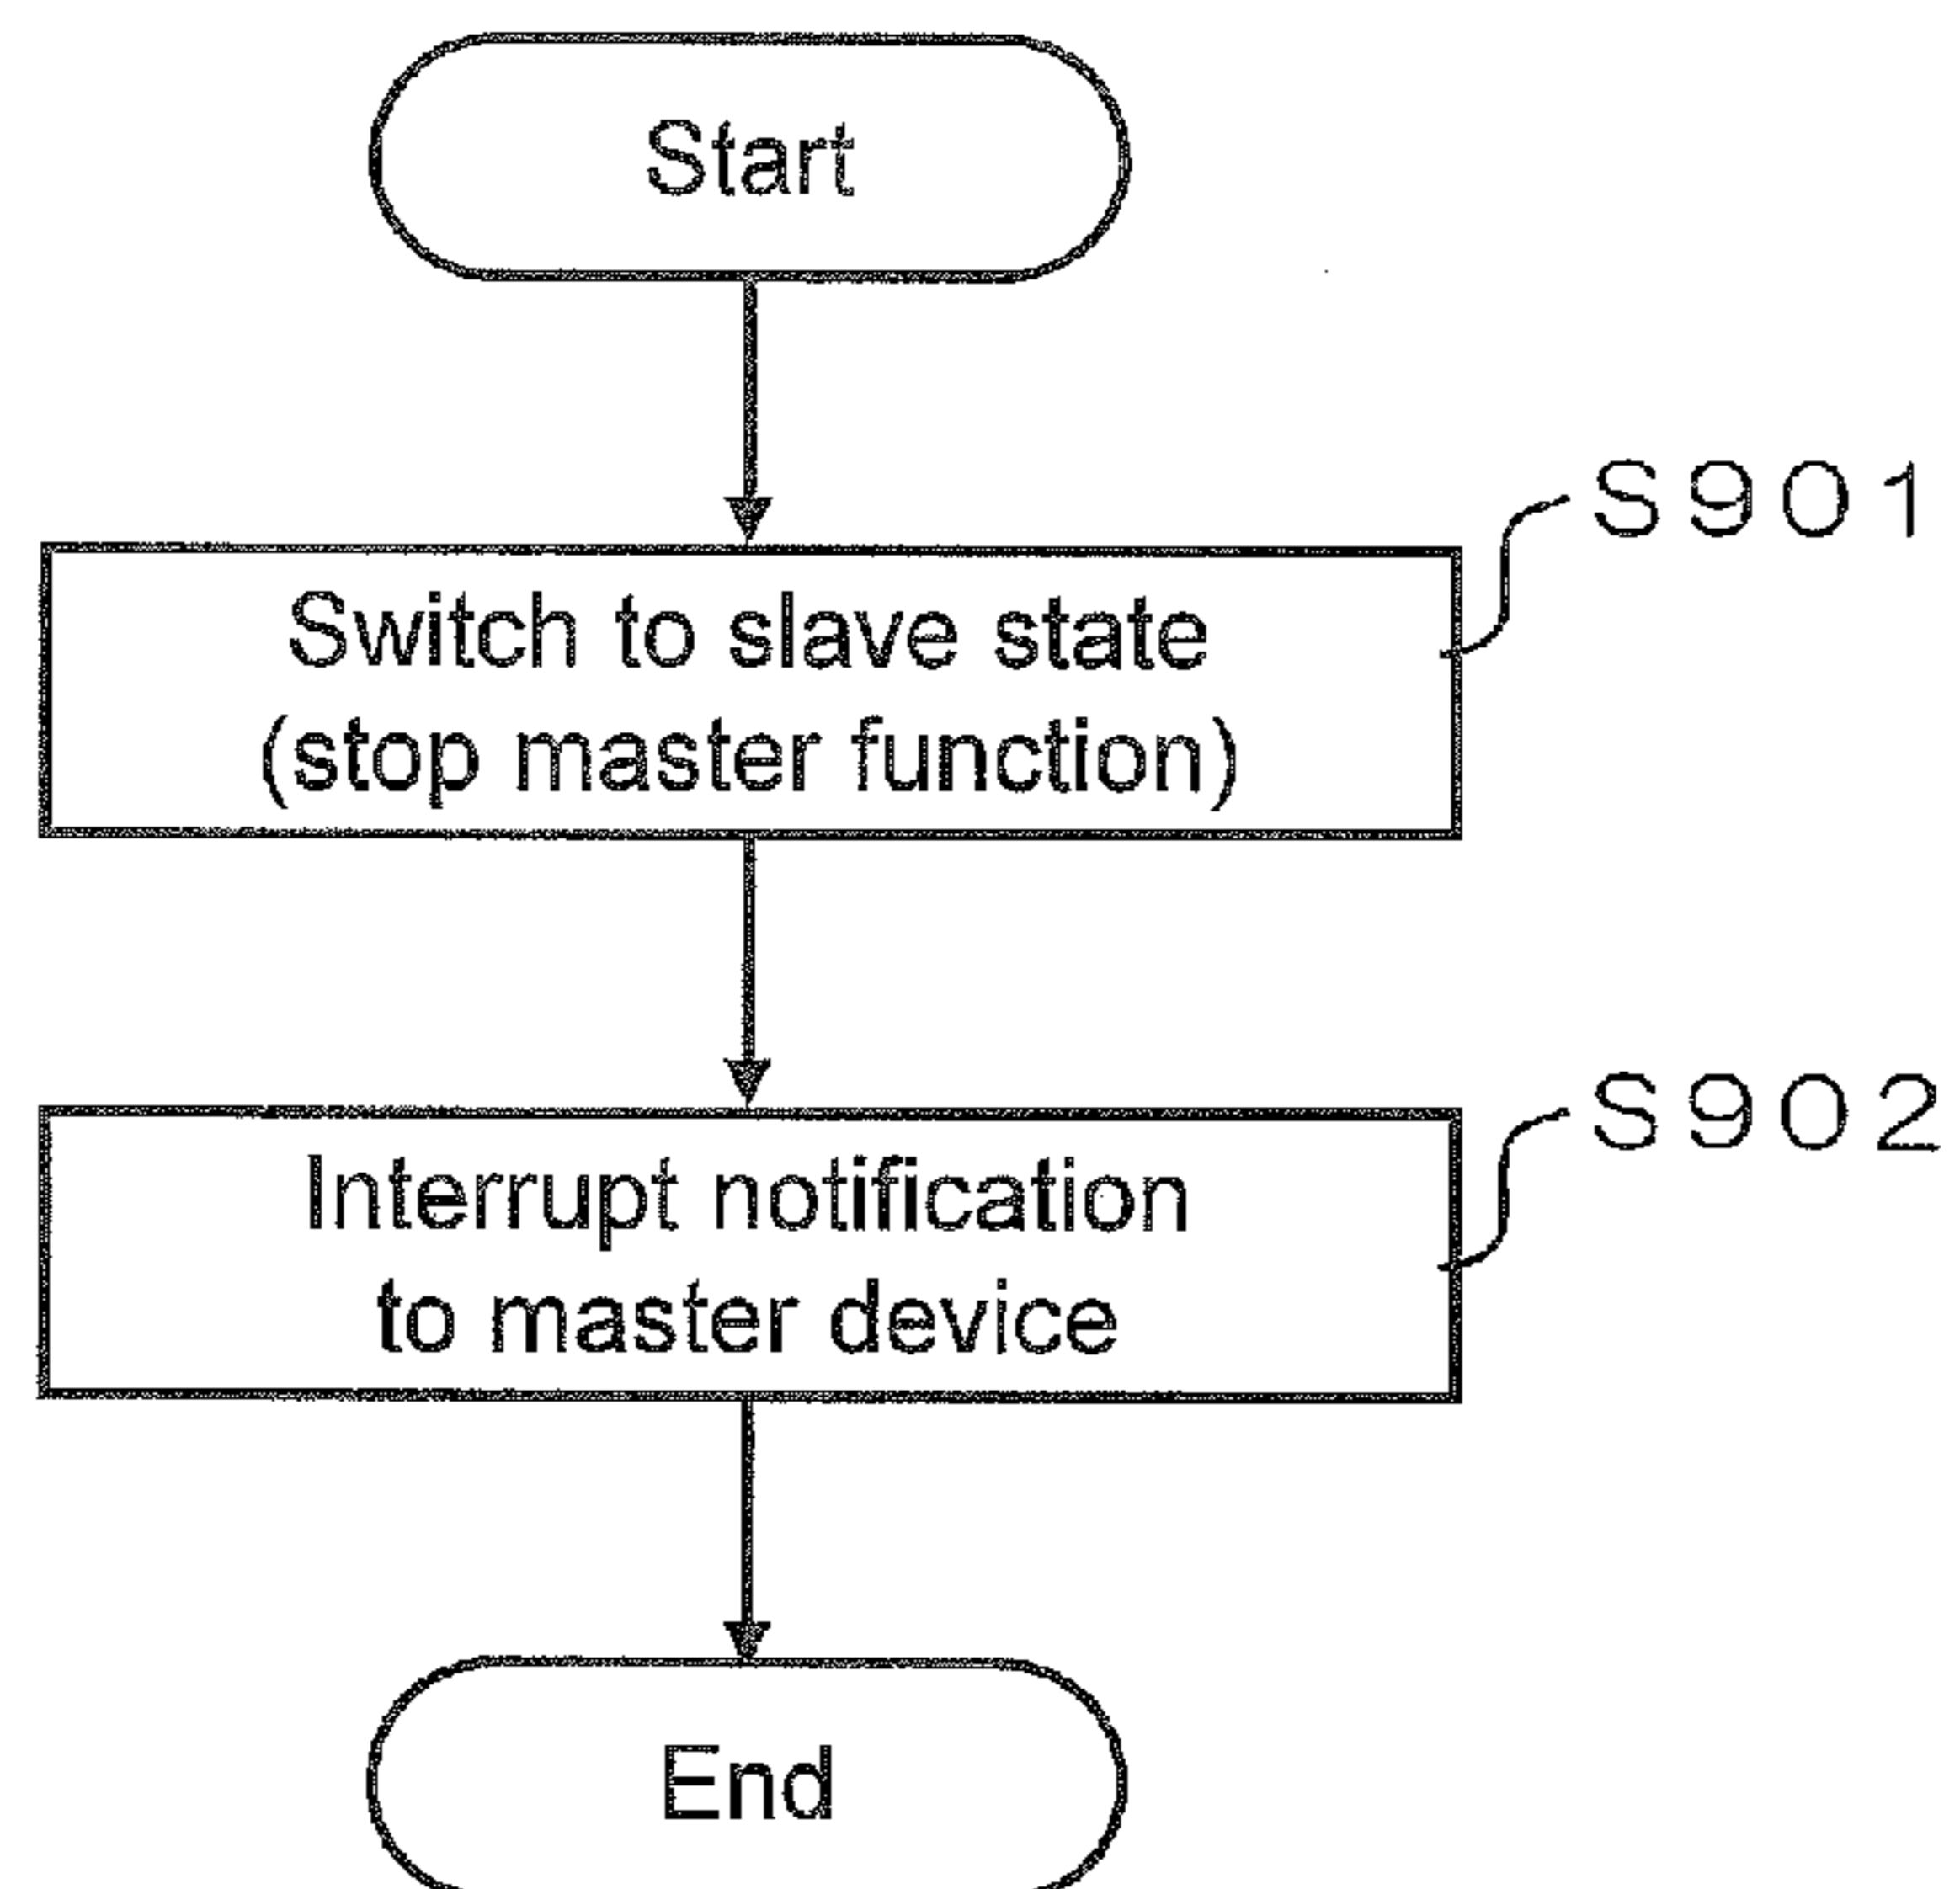 Start
S901
Switch to slave state
(stop master function)
S902
Interrupt notification
to master device
End